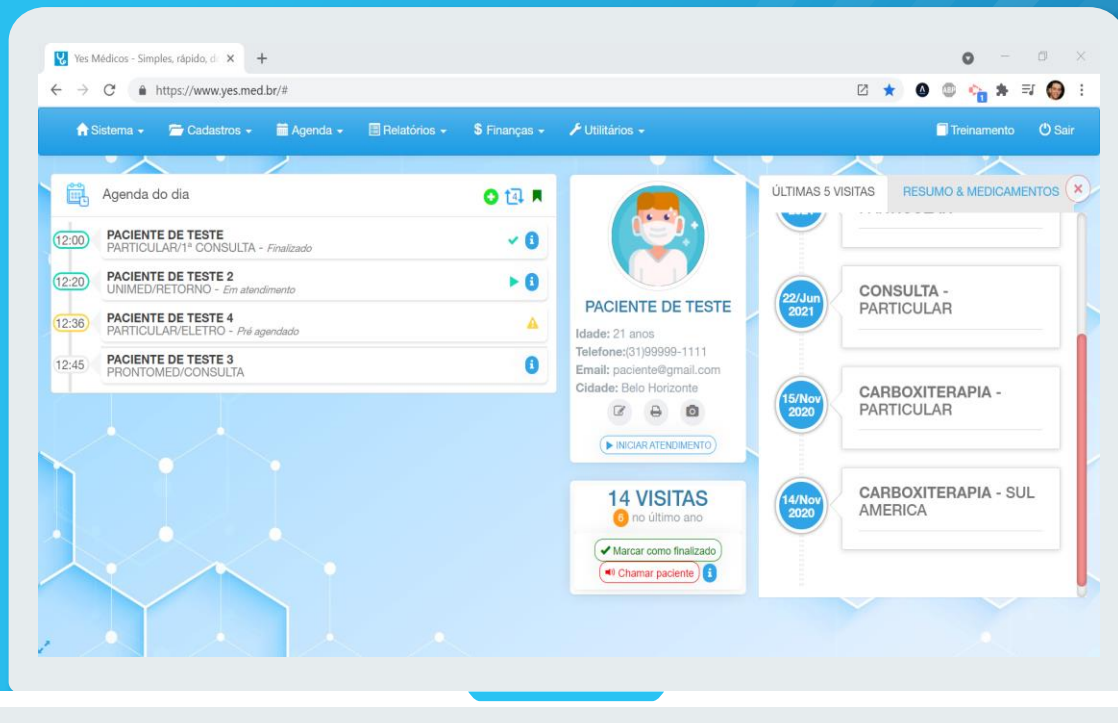 Yes Médicos - Simples, rápido, d
https://www.yes.med.br/#
1
Sistema
Cadastros
Agenda
Relatórios
$ Finanças
Utilitários
Treinamento
Sair
Agenda do dia
4
12:00
PACIENTE DE TESTE
PARTICULAR/1ª CONSULTA - Finalizado
12:20
PACIENTE DE TESTE 2
UNIMED/RETORNO - Em atendimento
12:36
PACIENTE DE TESTE 4
PARTICULAR/ELETRO - Pré agendado
12:45
PACIENTE DE TESTE 3
PRONTOMED/CONSULTA
PACIENTE DE TESTE
Idade: 21 anos
Telefone:(31)99999-1111
Email: paciente@gmail.com
Cidade: Belo Horizonte
INICIAR ATENDIMENTO
14 VISITAS
6 no último ano
Marcar como finalizado
Chamar paciente
ÚLTIMAS 5 VISITAS
RESUMO & MEDICAMENTOS
22/Jun
2021
CONSULTA -
PARTICULAR
15/Nov
2020
CARBOXITERAPIA -
PARTICULAR
14/Nov
2020
CARBOXITERAPIA - SUL
AMERICA